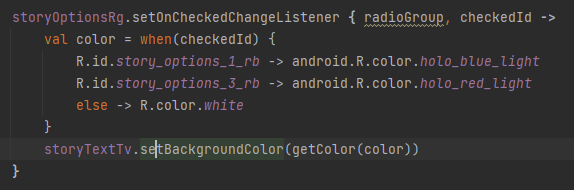 storyOptionsRg.setOnCheckedChangeListener { radioGroup, checkedId ->
    val color = when(checkedId) {
        R.id.story_options_1_rb -> android.R.color.holo_blue_light
        R.id.story_options_3_rb -> android.R.color.holo_red_light
        else -> R.color.white
    }
    storyTextTv.setBackgroundColor(getColor(color))
}